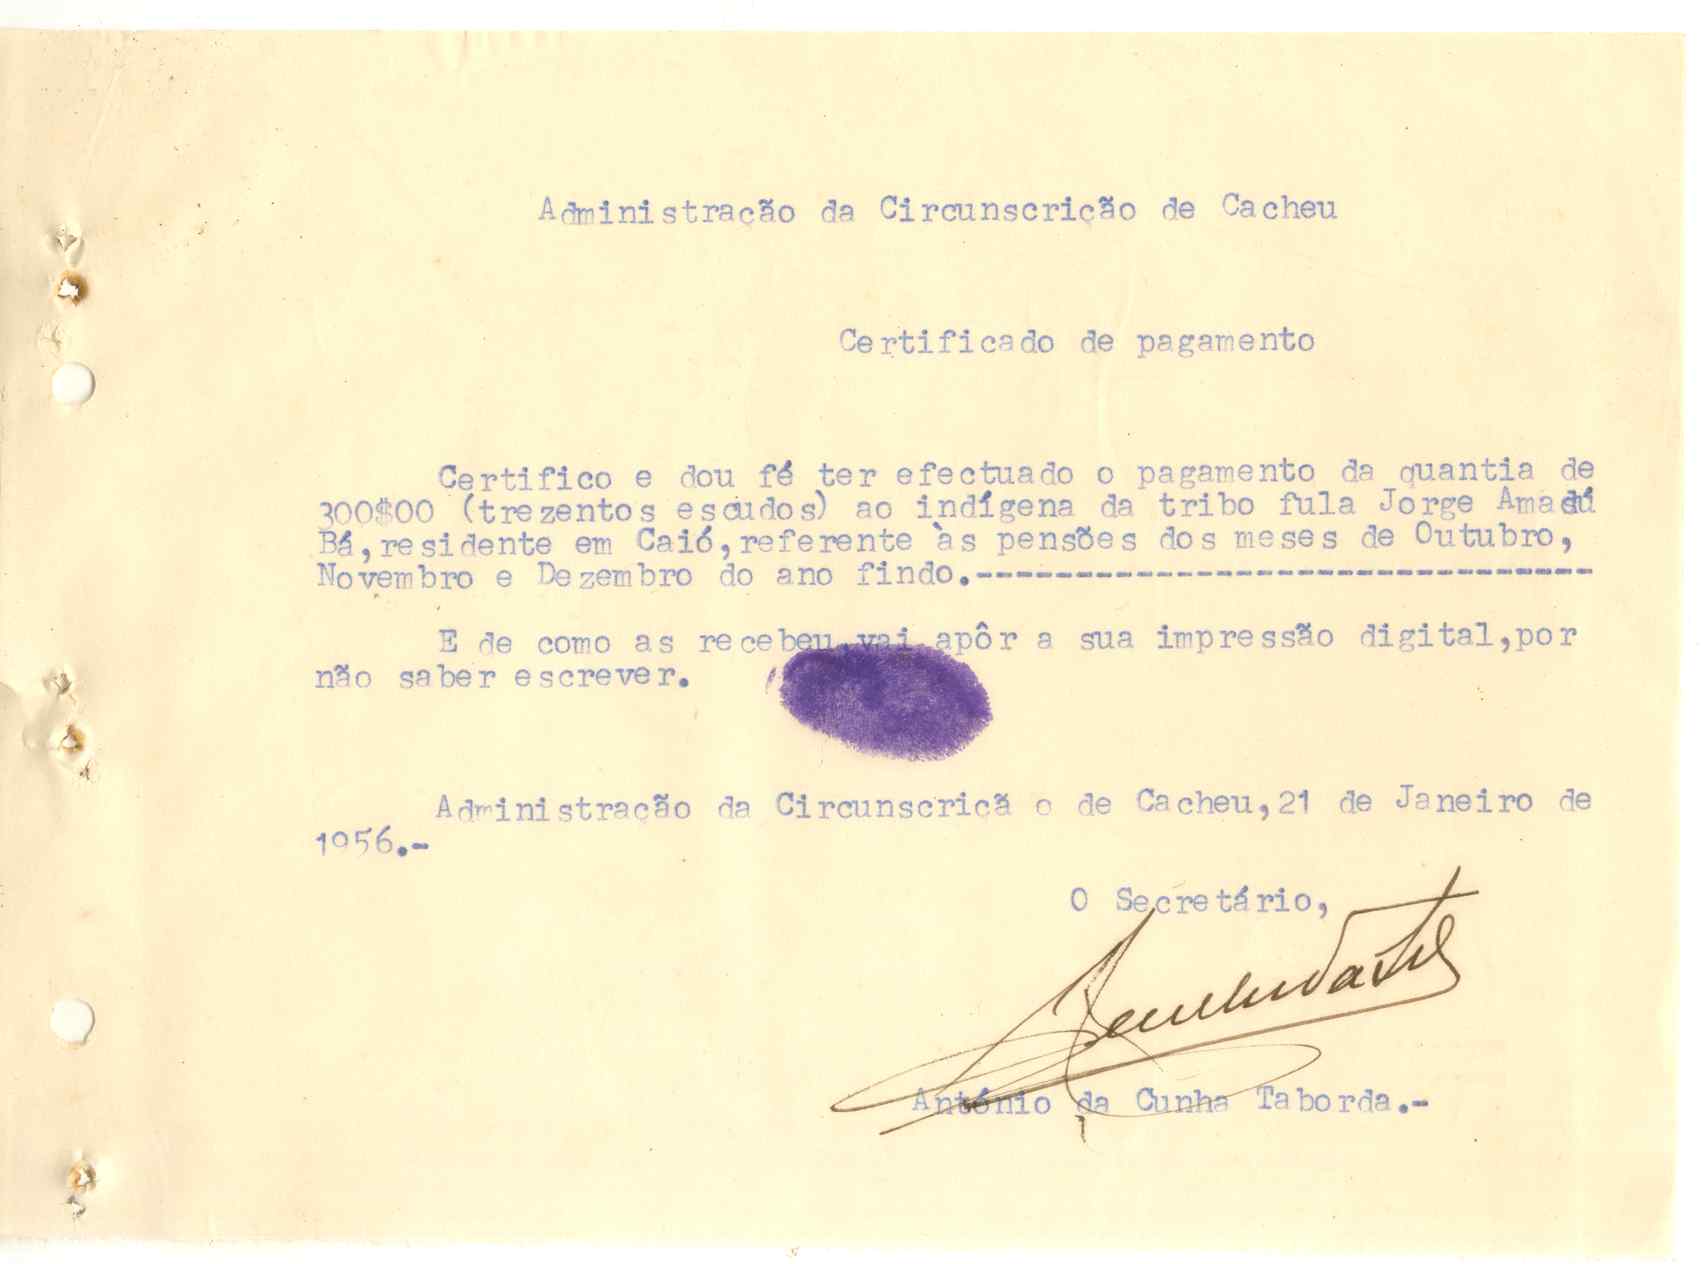 Administração da Circunscrição de Cacheu
Certificado de pagamento
Certifico e dou fé ter efectuado o pagamento da quantia de
300$00 (trezentos escudos) ao indígena da tribo fula Jorge Amadú
Bá,residente em Caió,referente às pensões dos meses de Outubro,
Novembro e Dezembro do ano findo.-------------------------------
E de como as recebeu,vai apôr a sua impressão digital,por
não saber escrever.
Administração da Circunscriçã o de Cacheu,21 de Janeiro de
1956.-
O Secretário,
António da Cunha Taborda.-